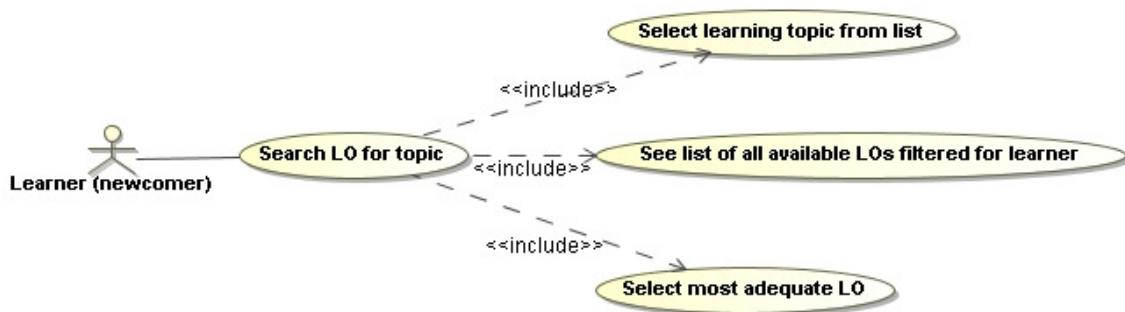 Select learning topic from list
<<include>>
Search LO for topic
Learner (newcomer)
<<include>>
See list of all available LOs filtered for learner
<<include>>
Select most adequate LO